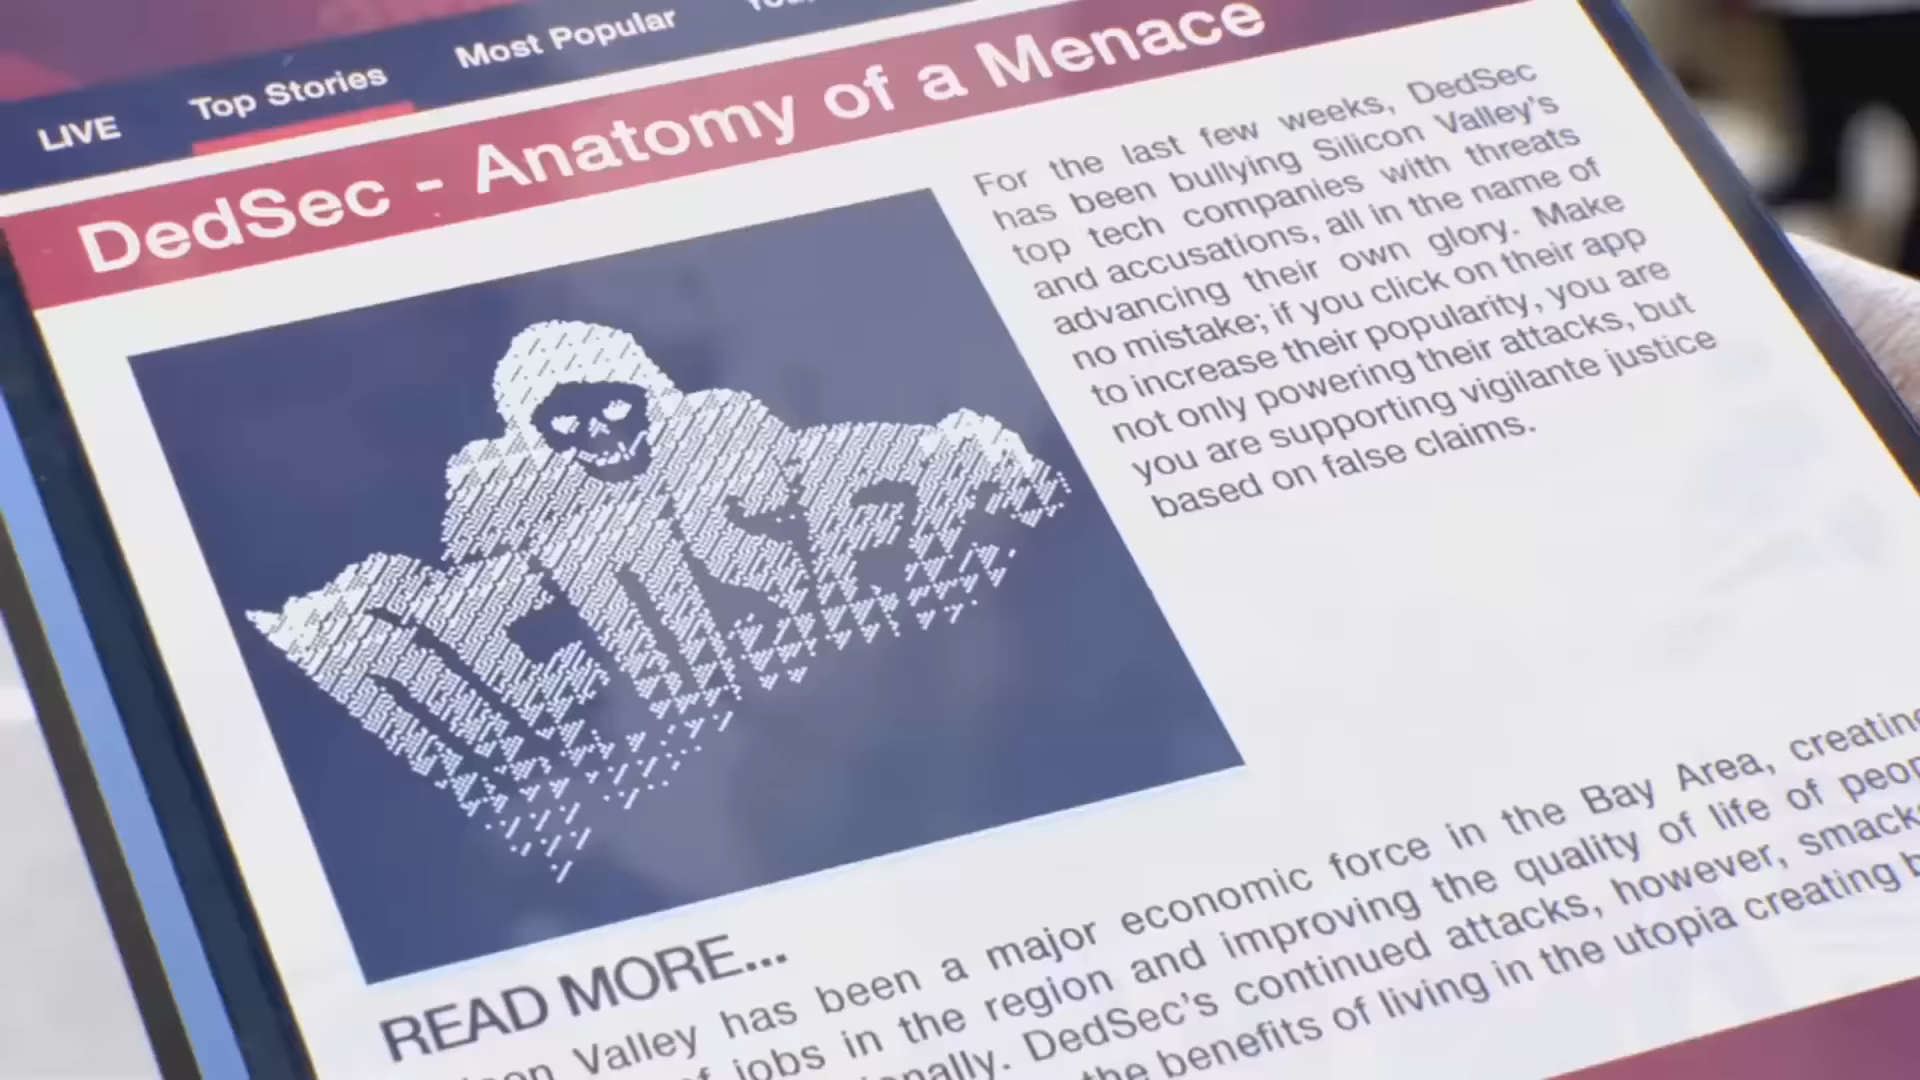 LIVE Top Stories Most Popular
DedSec - Anatomy of a Menace
For the last few weeks, DedSec
has been bullying Silicon Valley's
top tech companies with threats
and accusations, all in the name of
advancing their own glory. Make
no mistake; if you click on their app
to increase their popularity, you are
not only powering their attacks, but
you are supporting vigilante justice
based on false claims.
DEDSEC
READ MORE...
Valley has been a major economic force in the Bay Area, creating
of jobs in the region and improving the quality of life of
DedSec's continued attacks, however,
the benefits of living in the utopia creating